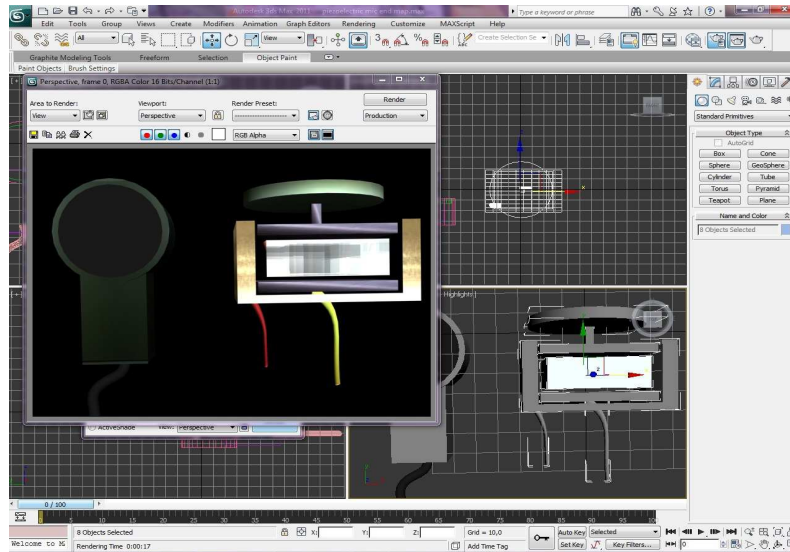 Autodesk 3ds Max 2011
Type a keyword or phrase
Edit Tools Group Views Create Modifiers Animation Graph Editors Rendering Customize MAXScript Help
All View Create Selection Se
Graphite Modeling Tools Freeform Selection Object Paint
Paint Objects Brush Settings
Perspective, frame 0, RGBA Color 16 Bits/Channel (1:1)
Area to Render: Viewport: Render Preset: Render
View Perspective Production
RGB Alpha
Standard Primitives
Object Type
AutoGrid
Box Cone
Sphere GeoSphere
Cylinder Tube
Torus Pyramid
Teapot Plane
Name and Color
8 Objects Selected
Highlights ]
ActiveShade View: Perspective
0 / 100
5 10 15 20 25 30 35 40 45 50 55 60 65 70 75 80 85 90 95 100
8 Objects Selected X: Y: Z: Grid = 10,0 Auto Key Selected
Welcome to M Rendering Time 0:00:17 Add Time Tag Set Key Key Filters... 0